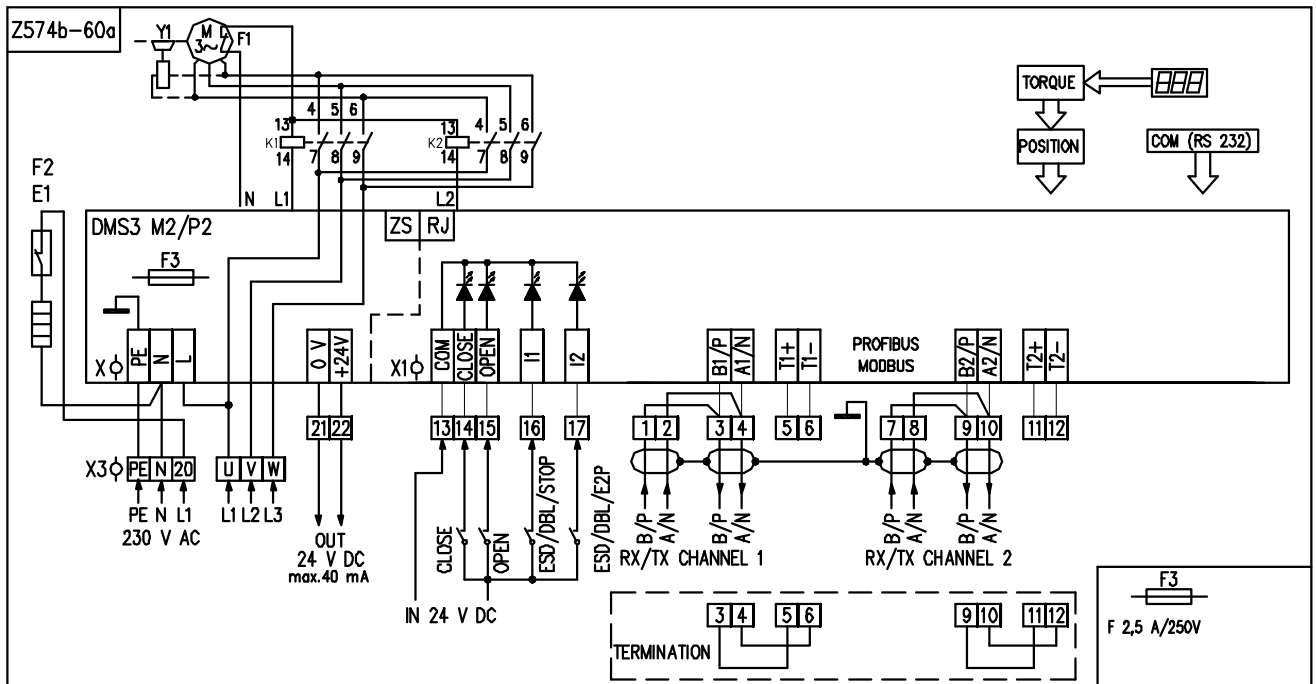 Z574b-60a
Y1
M
3~
F1
TORQUE
888
POSITION
COM (RS 232)
4 5 6
13
K1
14
7 8 9
4 5 6
13
K2
14
7 8 9
F2
E1
N L1
L2
DMS3 M2/P2
ZS RJ
F3
X
PE N L
0 V +24V
X1
COM CLOSE OPEN I1 I2
B1/P A1/N T1+ T1-
PROFIBUS
MODBUS
B2/P A2/N T2+ T2-
21 22
13 14 15 16 17
1 2 3 4 5 6
7 8 9 10 11 12
X3
PE N 20
U V W
PE N L1
230 V AC
L1 L2 L3
OUT
24 V DC
max.40 mA
CLOSE
OPEN
ESD/DBL/STOP
ESD/DBL/E2P
IN 24 V DC
B/P A/N B/P A/N
RX/TX CHANNEL 1
B/P A/N B/P A/N
RX/TX CHANNEL 2
TERMINATION
3 4 5 6
9 10 11 12
F3
F 2,5 A/250V